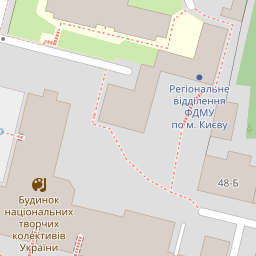 Регіональне
відділення
ФДМУ
по м. Києву
48-Б
Будинок
національних
творчих
колективів
України